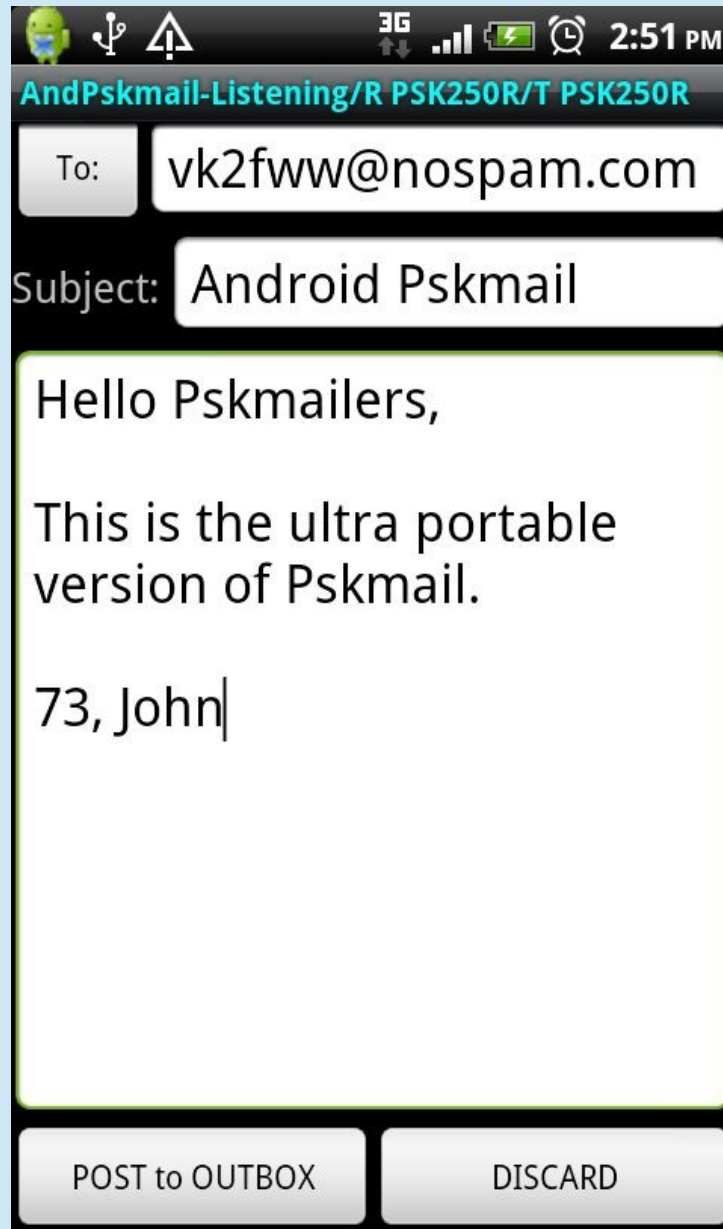 3G 2:51 PM
AndPskmail-Listening/R PSK250R/T PSK250R
To: vk2fww@nospam.com
Subject: Android Pskmail
Hello Pskmailers,
This is the ultra portable
version of Pskmail.
73, John
POST to OUTBOX DISCARD